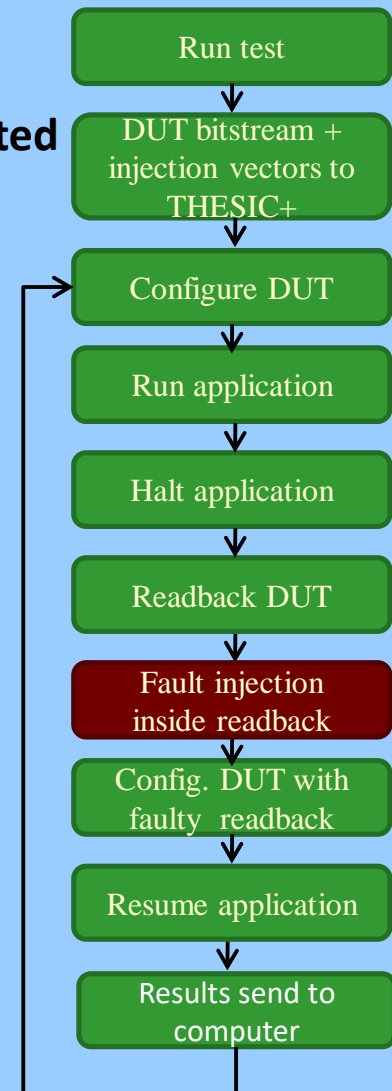 Run test
DUT bitstream +
injection vectors to
THESIC+
Configure DUT
Run application
Halt application
Readback DUT
Fault injection
inside readback
Config. DUT with
faulty readback
Resume application
Results send to
computer